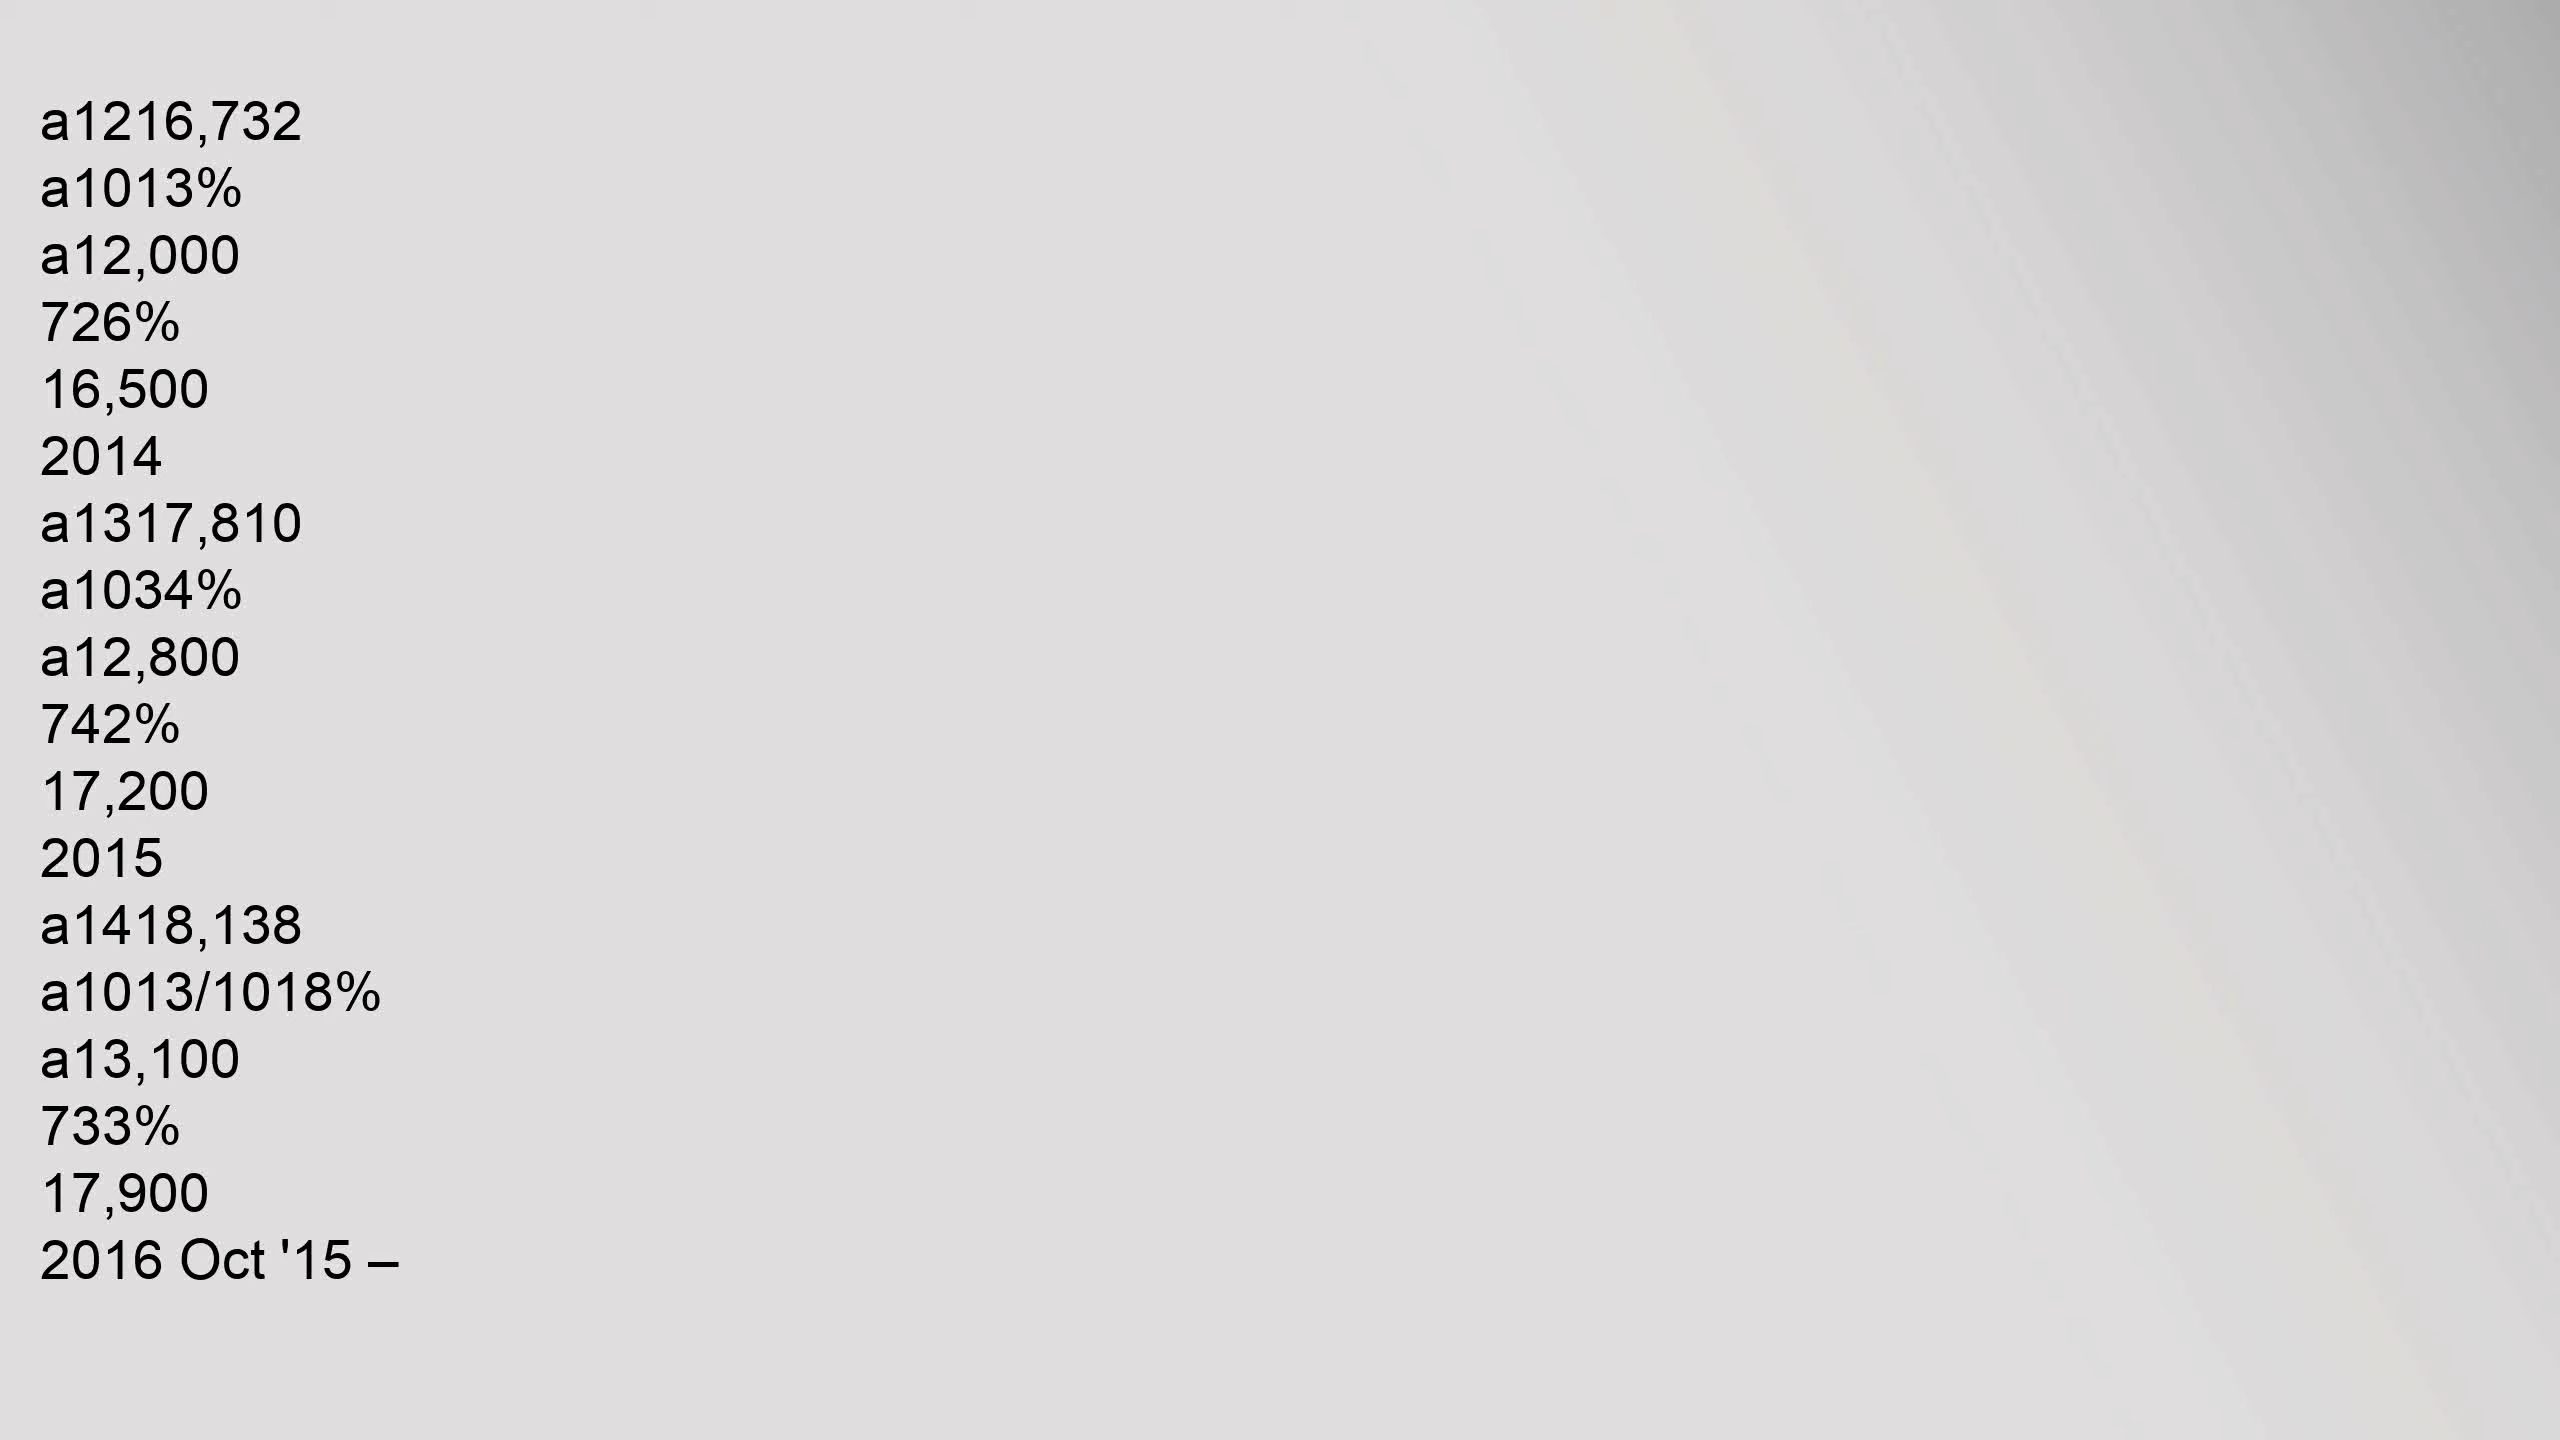 a1216,732
a1013%
a12,000
726%
16,500
2014
a1317,810
a1034%
a12,800
742%
17,200
2015
a1418,138
a1013/1018%
a13,100
733%
17,900
2016 Oct '15 –